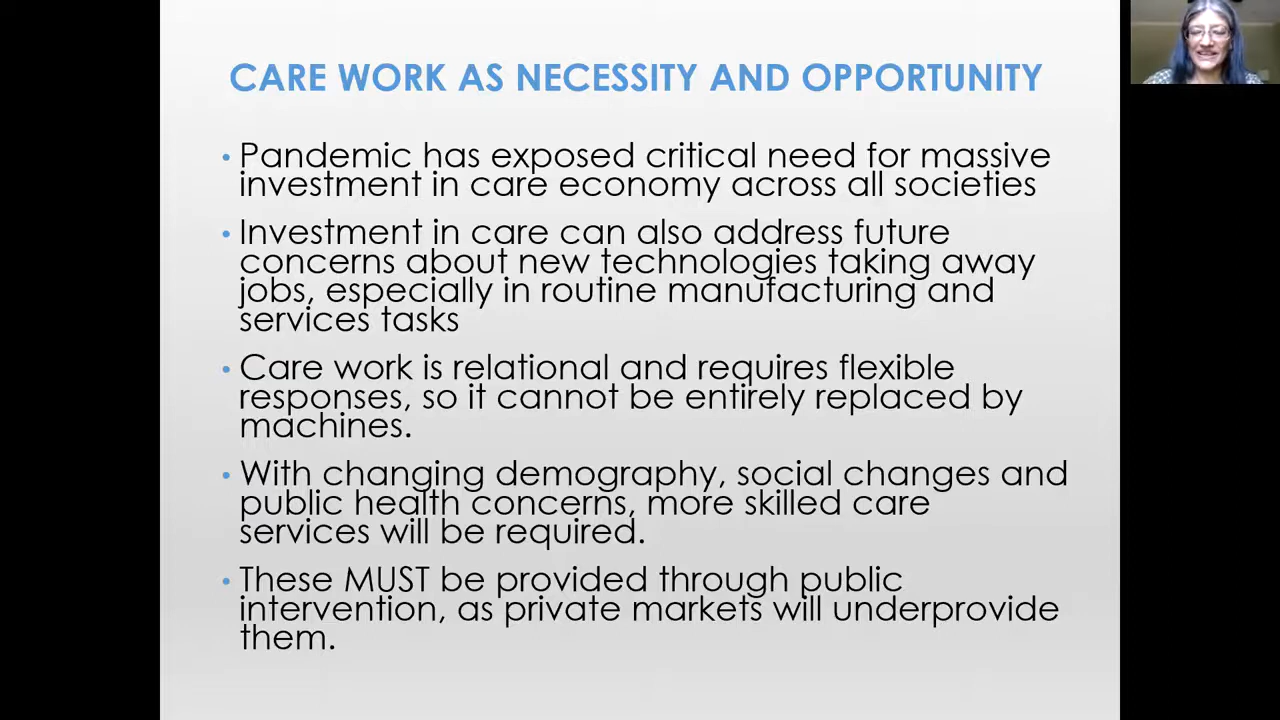 CARE WORK AS NECESSITY AND OPPORTUNITY
• Pandemic has exposed critical need for massive
investment in care economy across all societies
• Investment in care can also address future
concerns about new technologies taking away
jobs, especially in routine manufacturing and
services tasks
• Care work is relational and requires flexible
responses, so it cannot be entirely replaced by
machines.
• With changing demography, social changes and
public health concerns, more skilled care
services will be required.
• These MUST be provided through public
intervention, as private markets will underprovide
them.